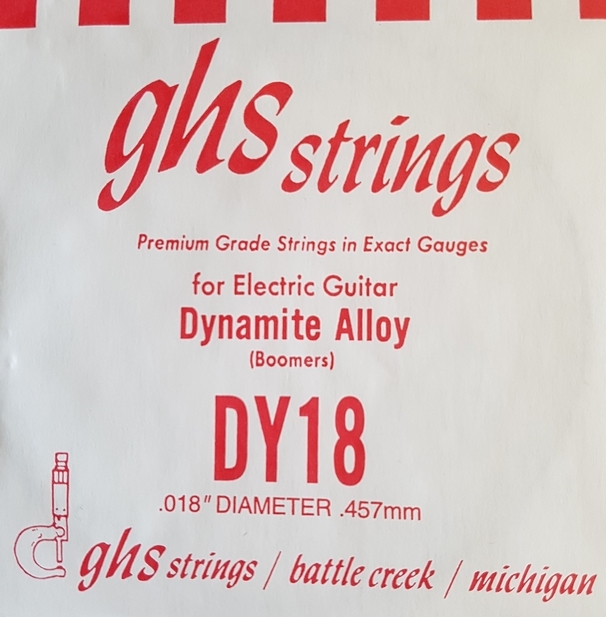 ghs strings
Premium Grade Strings in Exact Gauges
for Electric Guitar
Dynamite Alloy
(Boomers)
DY18
.018" DIAMETER .457mm
ghs strings / battle creek / michigan